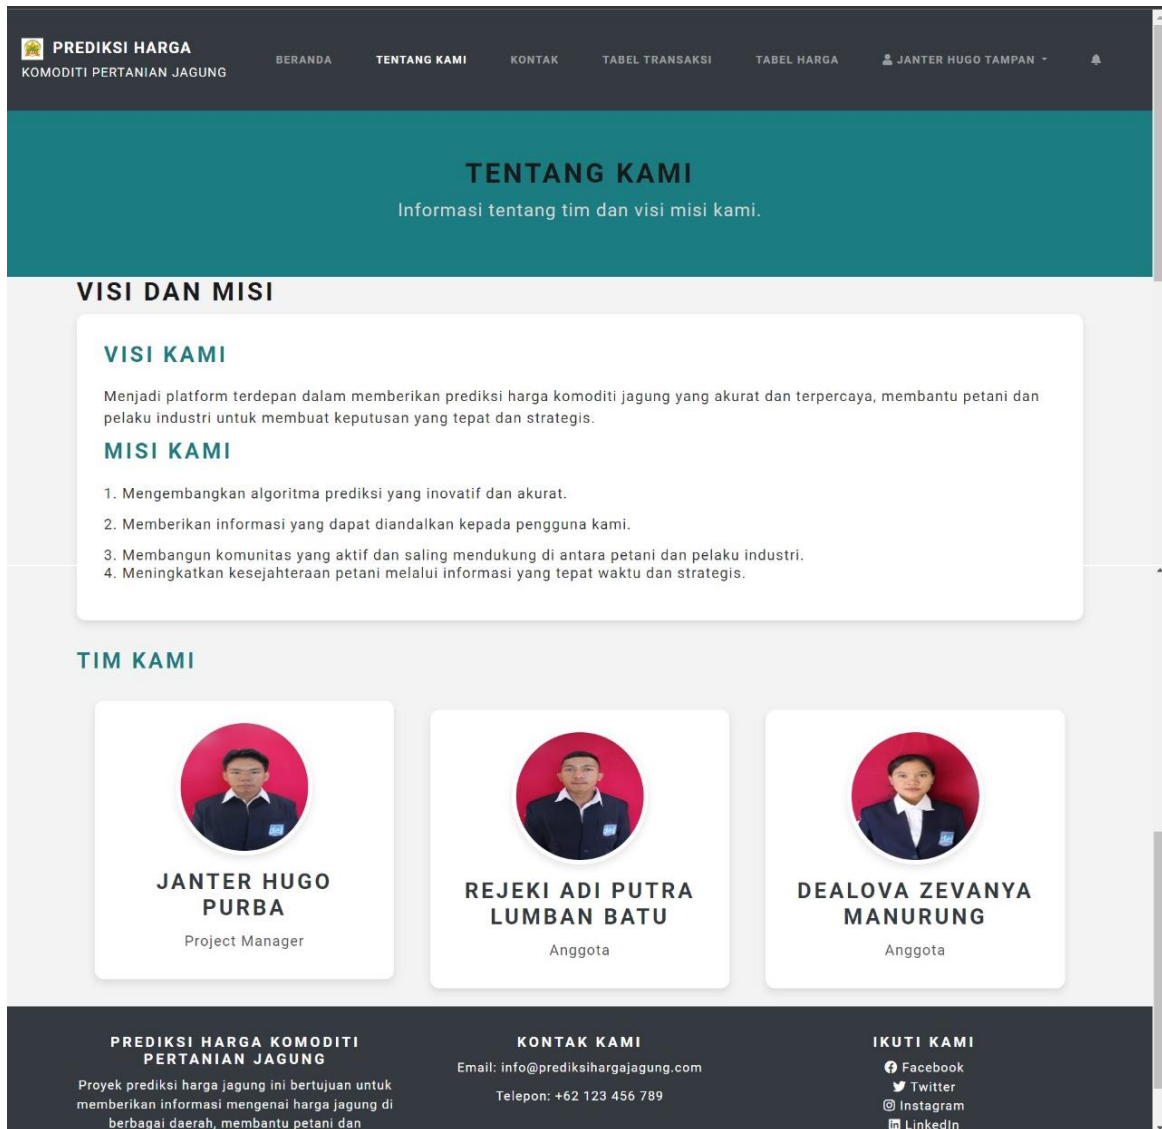 PREDIKSI HARGA
KOMODITI PERTANIAN JAGUNG
BERANDA
TENTANG KAMI
KONTAK
TABEL TRANSAKSI
TABEL HARGA
JANTER HUGO TAMPAN
TENTANG KAMI
Informasi tentang tim dan visi misi kami.
VISI DAN MISI
VISI KAMI
Menjadi platform terdepan dalam memberikan prediksi harga komoditi jagung yang akurat dan terpercaya, membantu petani dan
pelaku industri untuk membuat keputusan yang tepat dan strategis.
MISI KAMI
1. Mengembangkan algoritma prediksi yang inovatif dan akurat.
2. Memberikan informasi yang dapat diandalkan kepada pengguna kami.
3. Membangun komunitas yang aktif dan saling mendukung di antara petani dan pelaku industri.
4. Meningkatkan kesejahteraan petani melalui informasi yang tepat waktu dan strategis.
TIM KAMI
JANTER HUGO
PURBA
Project Manager
REJEKI ADI PUTRA
LUMBAN BATU
Anggota
DEALOVA ZEVANYA
MANURUNG
Anggota
PREDIKSI HARGA KOMODITI
PERTANIAN JAGUNG
Proyek prediksi harga jagung ini bertujuan untuk
memberikan informasi mengenai harga jagung di
berbagai daerah, membantu petani dan
KONTAK KAMI
Email: info@prediksihargajagung.com
Telepon: +62 123 456 789
IKUTI KAMI
Facebook
Twitter
Instagram
LinkedIn